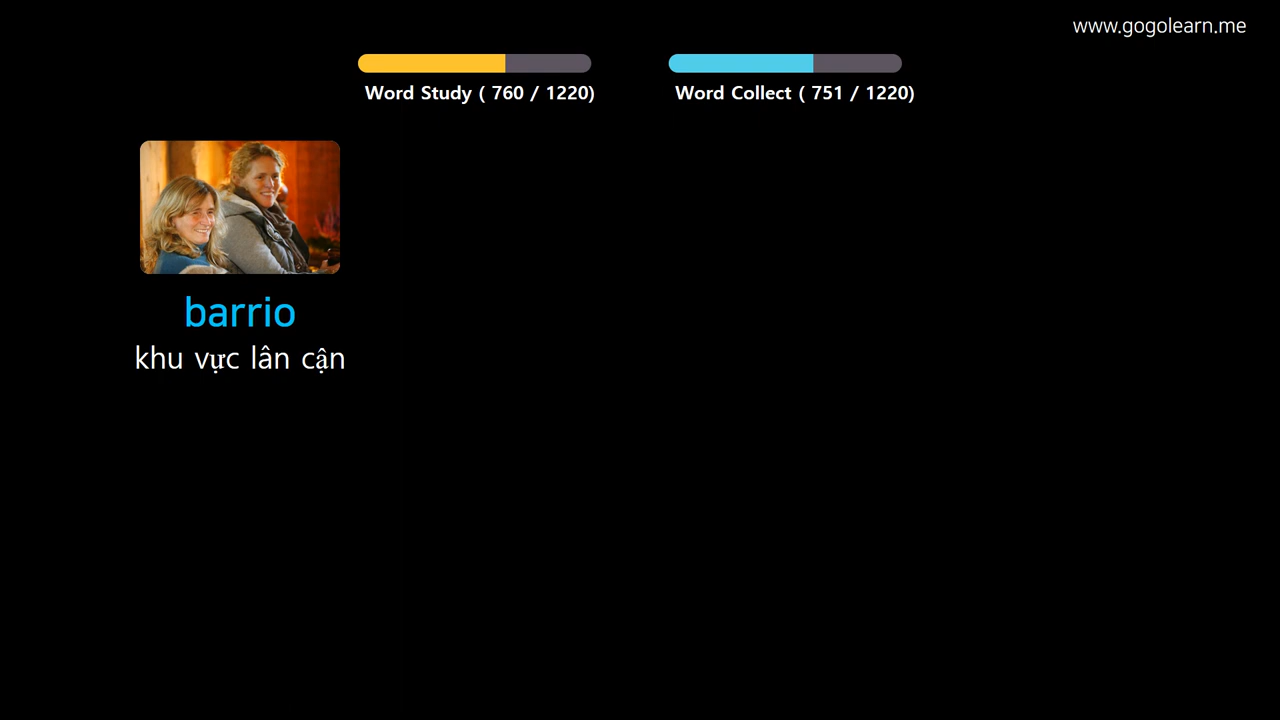 www.gogolearn.me
Word Study ( 760 / 1220)
Word Collect ( 751 / 1220)
barrio
khu vực lân cận